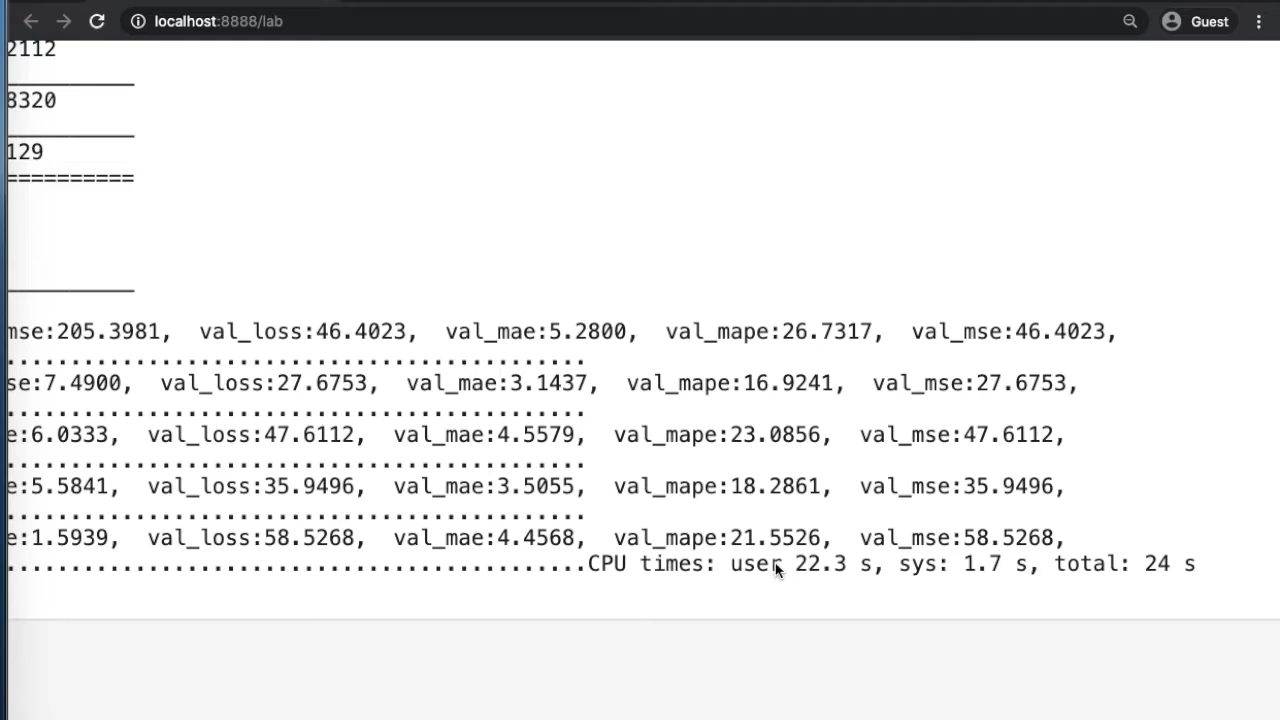 localhost:8888/lab
Guest
2112
8320
129
==========
mse:205.3981, val_loss:46.4023, val_mae:5.2800, val_mape:26.7317, val_mse:46.4023,
.............................................
se:7.4900, val_loss:27.6753, val_mae:3.1437, val_mape:16.9241, val_mse:27.6753,
.............................................
e:6.0333, val_loss:47.6112, val_mae:4.5579, val_mape:23.0856, val_mse:47.6112,
.............................................
e:5.5841, val_loss:35.9496, val_mae:3.5055, val_mape:18.2861, val_mse:35.9496,
.............................................
e:1.5939, val_loss:58.5268, val_mae:4.4568, val_mape:21.5526, val_mse:58.5268,
.............................................CPU times: user 22.3 s, sys: 1.7 s, total: 24 s